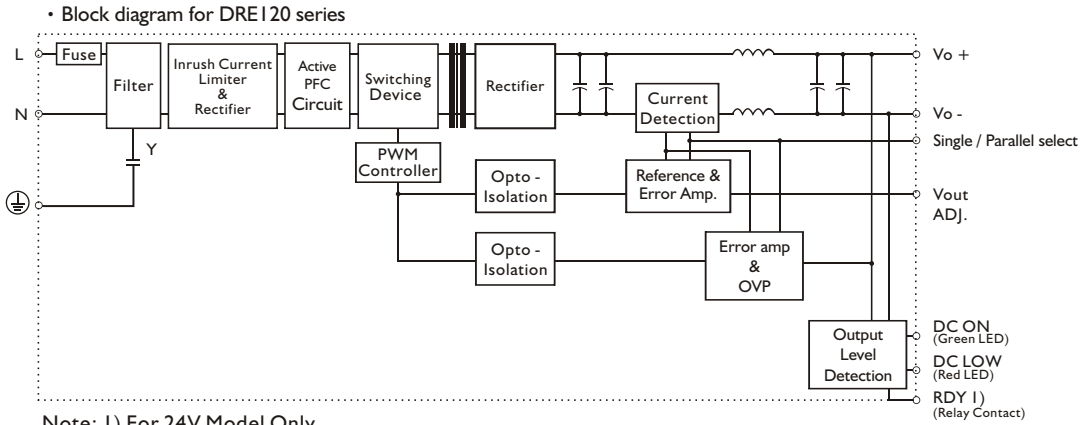 • Block diagram for DRE120 series
L
Fuse
Filter
Inrush Current
Limiter
&
Rectifier
Active
PFC
Circuit
Switching
Device
Rectifier
Vo +
N
Current
Detection
Vo -
Y
PWM
Controller
Single / Parallel select
Opto -
Isolation
Reference &
Error Amp.
Vout
ADJ.
Opto -
Isolation
Error amp
&
OVP
Output
Level
Detection
DC ON
(Green LED)
DC LOW
(Red LED)
RDY 1)
(Relay Contact)
Note: 1) For 24V Model Only